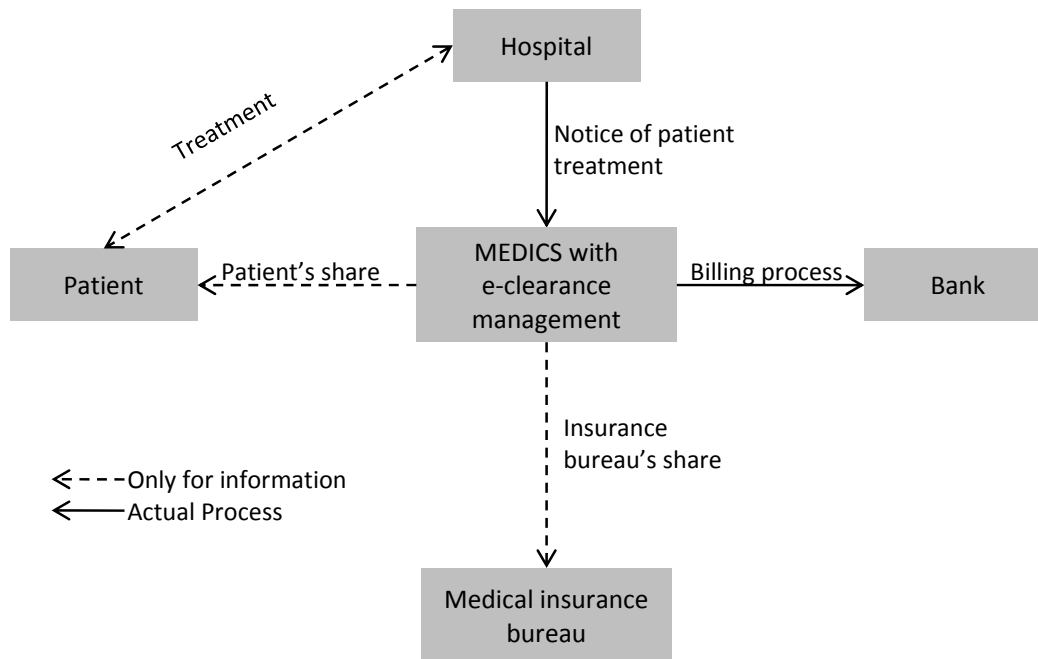 Hospital
Treatment
Notice of patient
treatment
Patient
Patient’s share
MEDICS with
e-clearance
management
Billing process
Bank
Insurance
bureau’s share
Only for information
Actual Process
Medical insurance
bureau